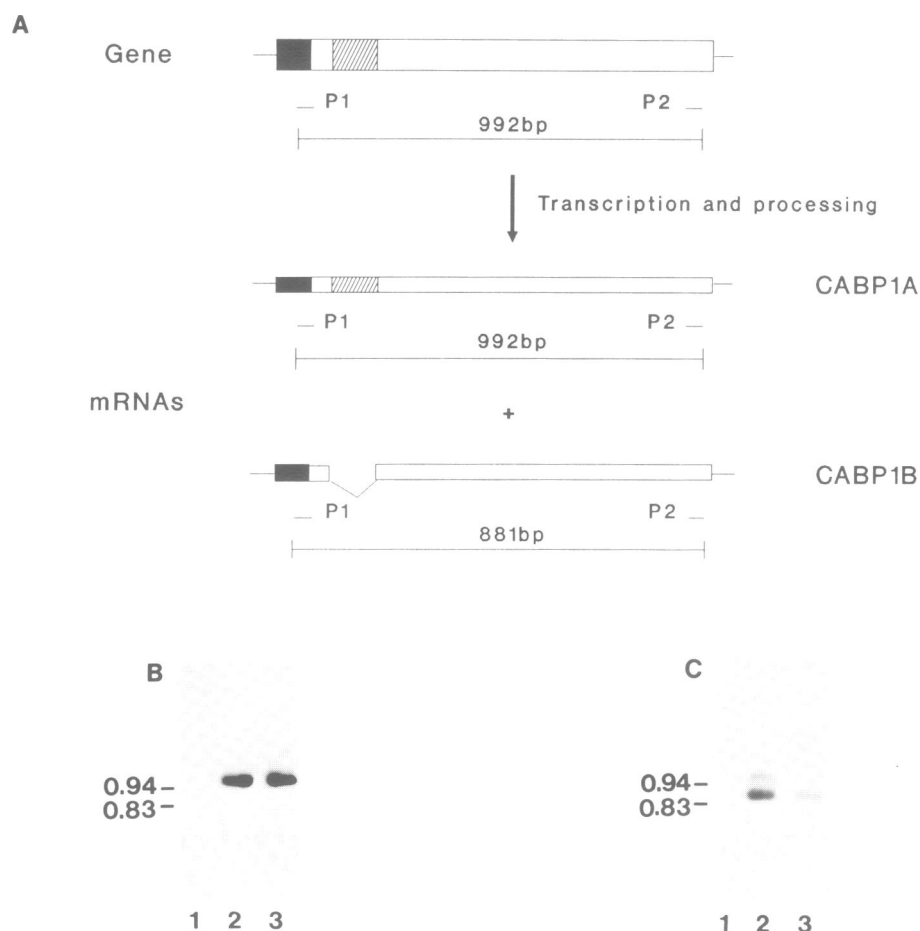 A
Gene
P1 P2
992bp
Transcription and processing
CABP1A
P1 P2
992bp
mRNAs
+
CABP1B
P1 P2
881bp
B
0.94
0.83
1 2 3
C
0.94
0.83
1 2 3